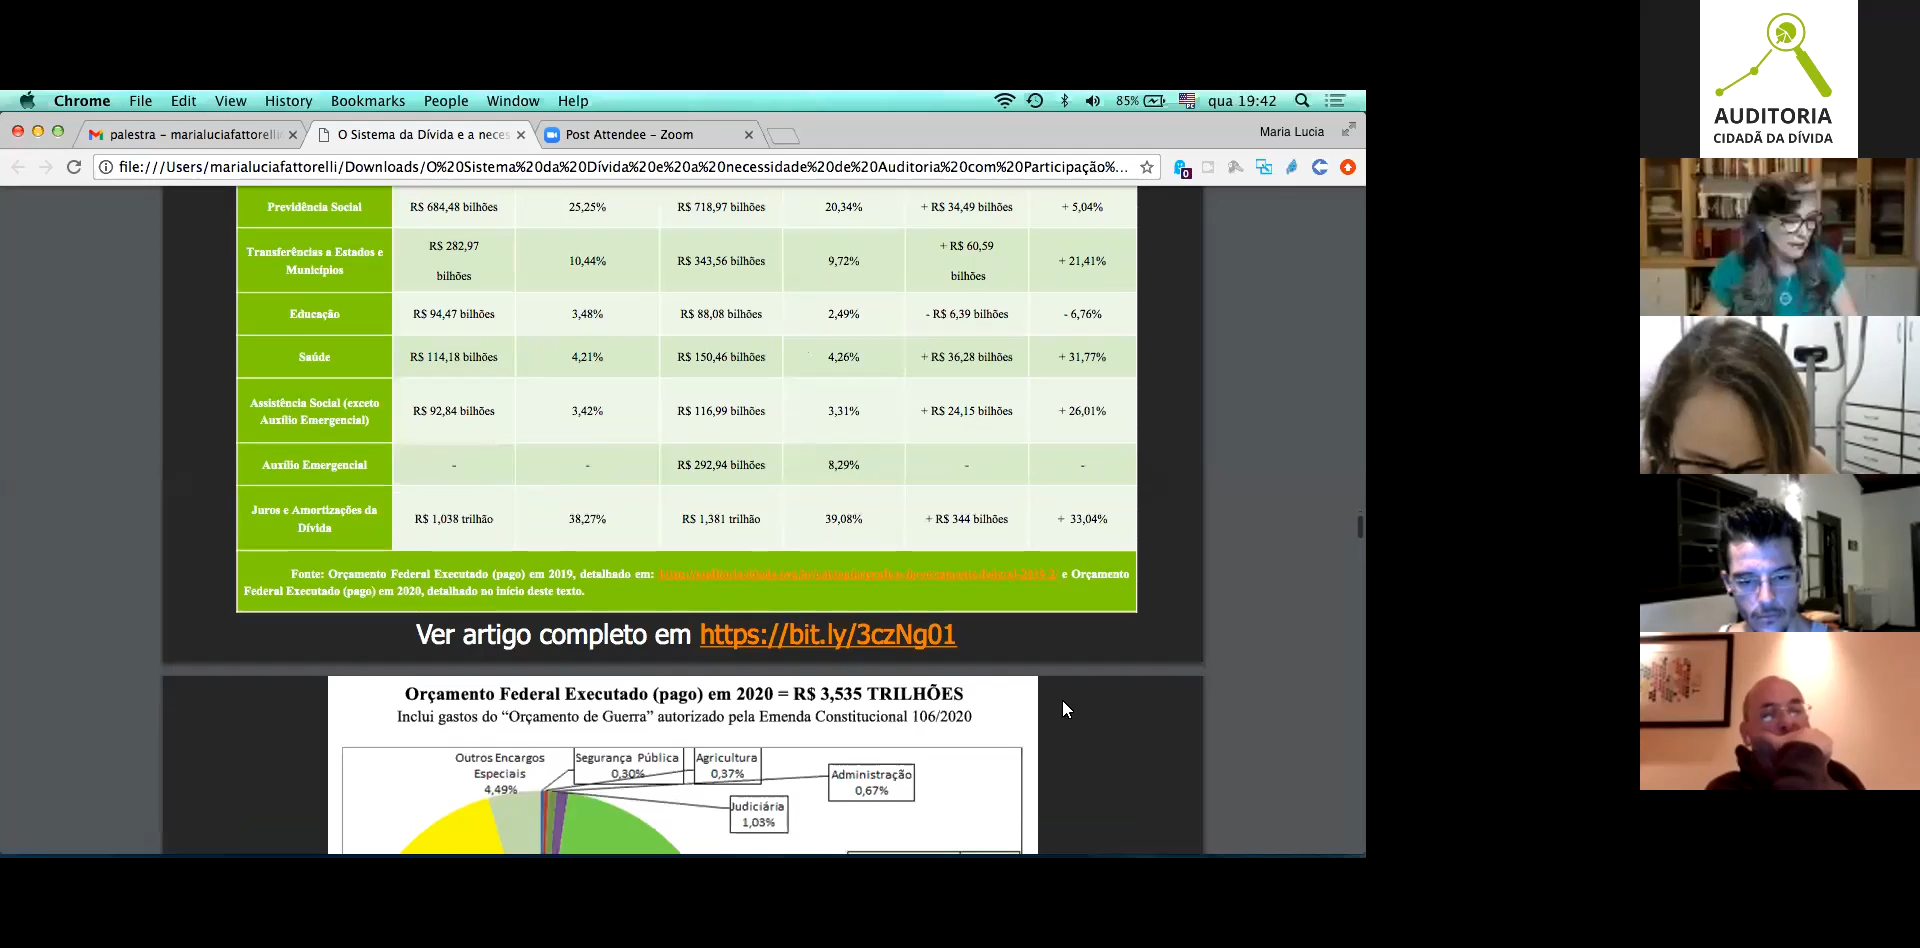 Chrome File Edit View History Bookmarks People Window Help 85% qua 19:42
palestra – marialuciafattorelli
O Sistema da Dívida e a neces
Post Attendee – Zoom
Maria Lucia
file:///Users/marialuciafattorelli/Downloads/O%20Sistema%20da%20Dívida%20e%20a%20necessidade%20de%20Auditoria%20com%20Participação%...
0
Previdência Social R$ 684,48 bilhões 25,25% R$ 718,97 bilhões 20,34% + R$ 34,49 bilhões + 5,04%
Transferências a Estados e
Municípios
R$ 282,97
bilhões
10,44% R$ 343,56 bilhões 9,72%
+ R$ 60,59
bilhões
+ 21,41%
Educação R$ 94,47 bilhões 3,48% R$ 88,08 bilhões 2,49% - R$ 6,39 bilhões - 6,76%
Saúde R$ 114,18 bilhões 4,21% R$ 150,46 bilhões 4,26% + R$ 36,28 bilhões + 31,77%
Assistência Social (exceto
Auxílio Emergencial)
R$ 92,84 bilhões 3,42% R$ 116,99 bilhões 3,31% + R$ 24,15 bilhões + 26,01%
Auxílio Emergencial - - R$ 292,94 bilhões 8,29% - -
Juros e Amortizações da
Dívida
R$ 1,038 trilhão 38,27% R$ 1,381 trilhão 39,08% + R$ 344 bilhões + 33,04%
Fonte: Orçamento Federal Executado (pago) em 2019, detalhado em: e Orçamento
Federal Executado (pago) em 2020, detalhado no início deste texto.
Ver artigo completo em https://bit.ly/3czNg01
Orçamento Federal Executado (pago) em 2020 = R$ 3,535 TRILHÕES
Inclui gastos do “Orçamento de Guerra” autorizado pela Emenda Constitucional 106/2020
Outros Encargos
Especiais
4,49%
Segurança Pública
0,30%
Agricultura
0,37%
Administração
0,67%
Judiciária
1,03%
AUDITORIA
CIDADÃ DA DÍVIDA